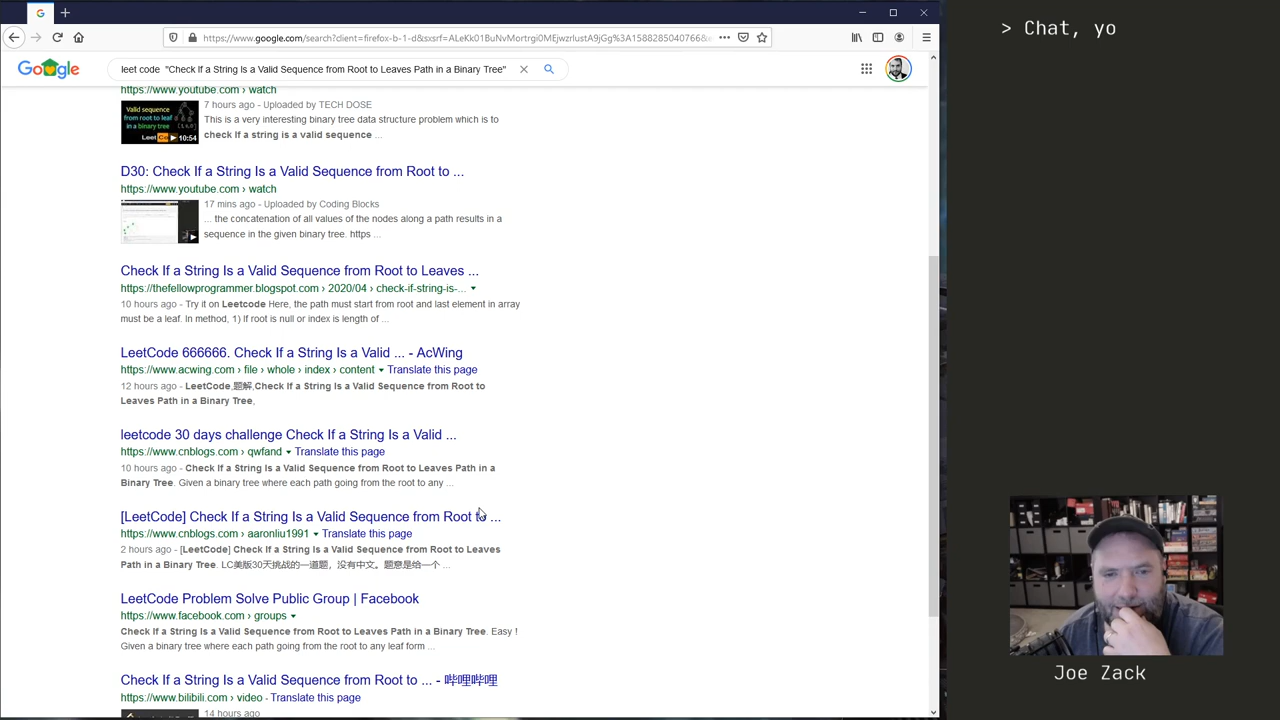 G
https://www.google.com/search?client=firefox-b-1-d&sxsrf=ALeKk01BuNvMortrgi0MEjwzrlustA9jGg%3A1588285040766&
> Chat, yo
Google
leet code "Check If a String Is a Valid Sequence from Root to Leaves Path in a Binary Tree"
https://www.youtube.com › watch
7 hours ago - Uploaded by TECH DOSE
This is a very interesting binary tree data structure problem which is to
check If a string is a valid sequence ...
Valid sequence
from root to leaf
in a binary tree
10:54
D30: Check If a String Is a Valid Sequence from Root to ...
https://www.youtube.com › watch
17 mins ago - Uploaded by Coding Blocks
... the concatenation of all values of the nodes along a path results in a
sequence in the given binary tree. https ...
Check If a String Is a Valid Sequence from Root to Leaves ...
https://thefellowprogrammer.blogspot.com › 2020/04 › check-if-string-is-...
10 hours ago - Try it on Leetcode Here, the path must start from root and last element in array
must be a leaf. In method, 1) If root is null or index is length of ...
LeetCode 666666. Check If a String Is a Valid ... - AcWing
https://www.acwing.com › file › whole › index › content Translate this page
12 hours ago - LeetCode,题解,Check If a String Is a Valid Sequence from Root to
Leaves Path in a Binary Tree,
leetcode 30 days challenge Check If a String Is a Valid ...
https://www.cnblogs.com › qwfand Translate this page
10 hours ago - Check If a String Is a Valid Sequence from Root to Leaves Path in a
Binary Tree. Given a binary tree where each path going from the root to any ...
[LeetCode] Check If a String Is a Valid Sequence from Root to ...
https://www.cnblogs.com › aaronliu1991 Translate this page
2 hours ago - [LeetCode] Check If a String Is a Valid Sequence from Root to Leaves
Path in a Binary Tree. LC美版30天挑战的一道题，没有中文。题意是给一个 ...
LeetCode Problem Solve Public Group | Facebook
https://www.facebook.com › groups
Check If a String Is a Valid Sequence from Root to Leaves Path in a Binary Tree. Easy !
Given a binary tree where each path going from the root to any leaf form ...
Check If a String Is a Valid Sequence from Root to ... - 哔哩哔哩
https://www.bilibili.com › video - Translate this page
14 hours ago
Joe Zack